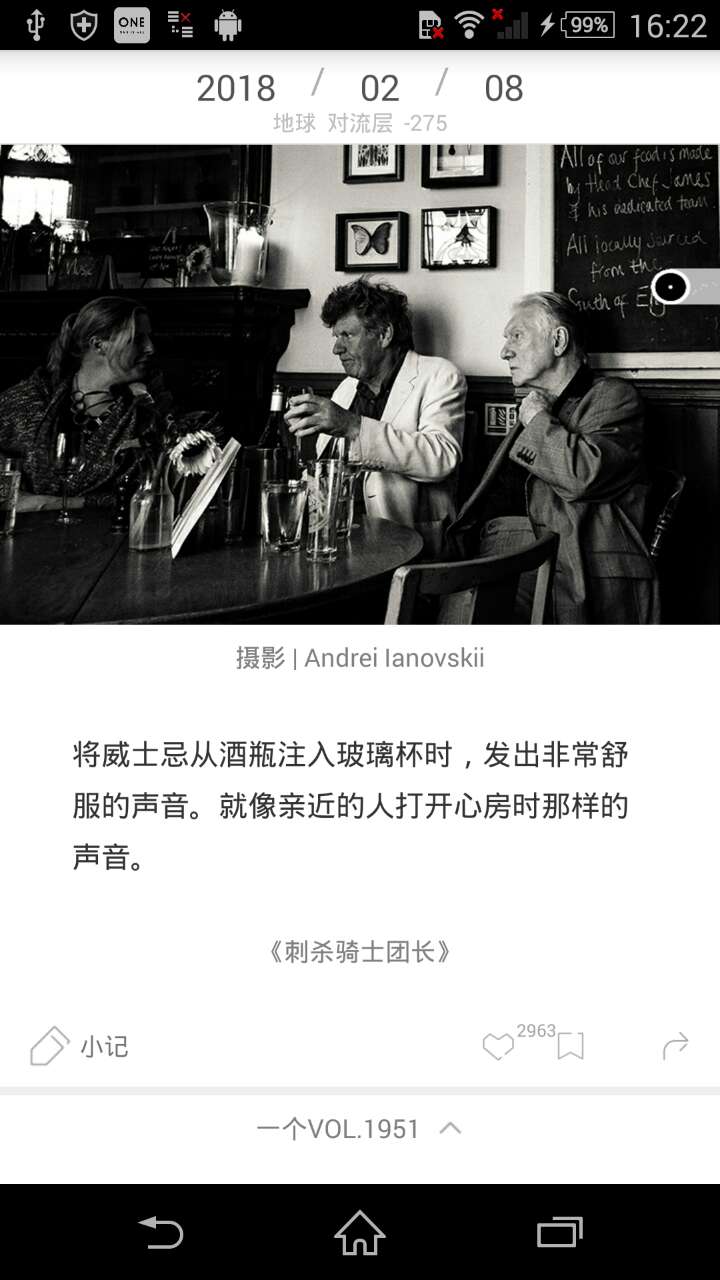 ONE
99%
16:22
2018 / 02 / 08
地球 对流层 -275
All of our food is made
by Head Chef James
& his dedicated team
All locally sourced
from the
South of Eng
摄影 | Andrei Ianovskii
将威士忌从酒瓶注入玻璃杯时，发出非常舒
服的声音。就像亲近的人打开心房时那样的
声音。
《刺杀骑士团长》
小记
2963
一个VOL.1951